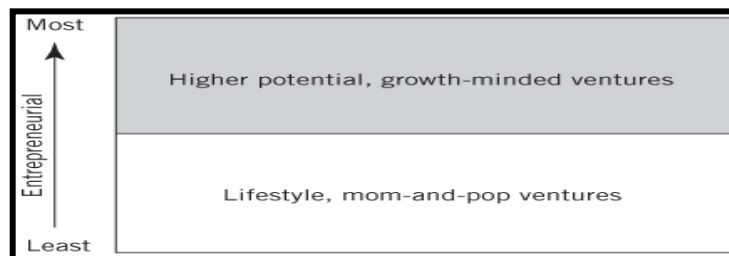 Most
Higher potential, growth-minded ventures
Entrepreneurial
Lifestyle, mom-and-pop ventures
Least